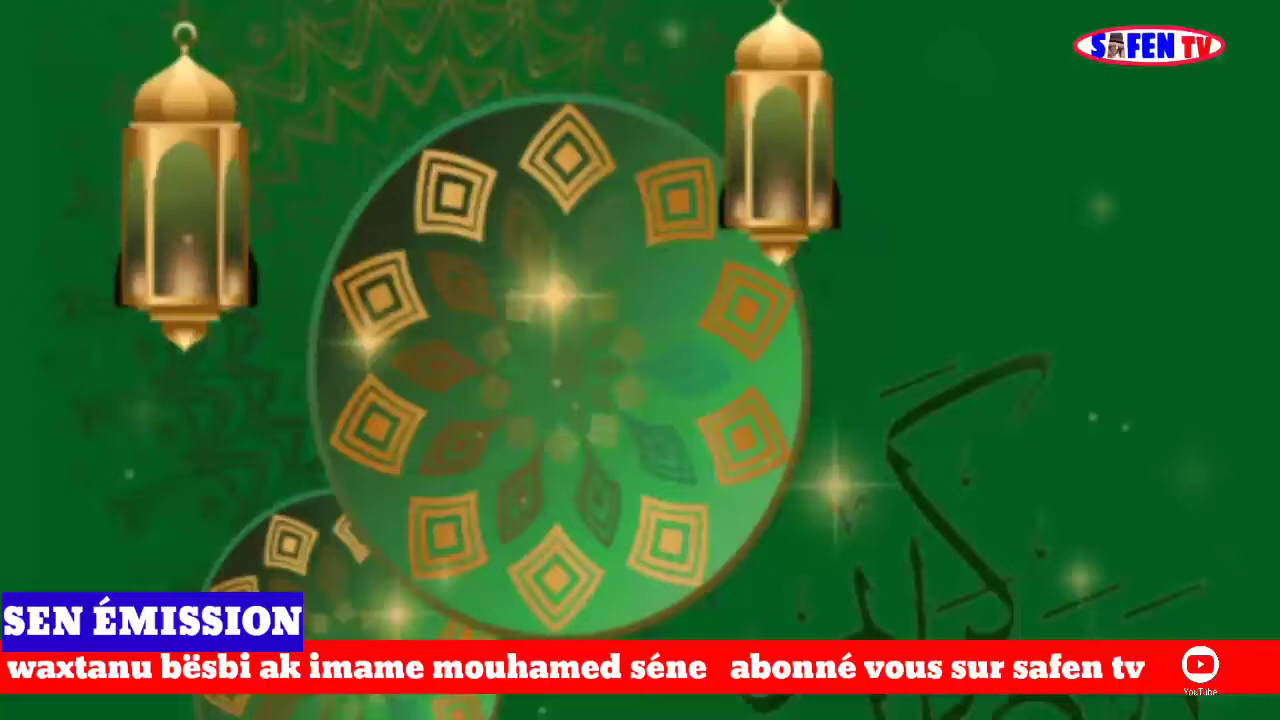 SAFEN TV
SEN ÉMISSION
waxtanu bësbi ak imame mouhamed séne abonné vous sur safen tv
YouTube